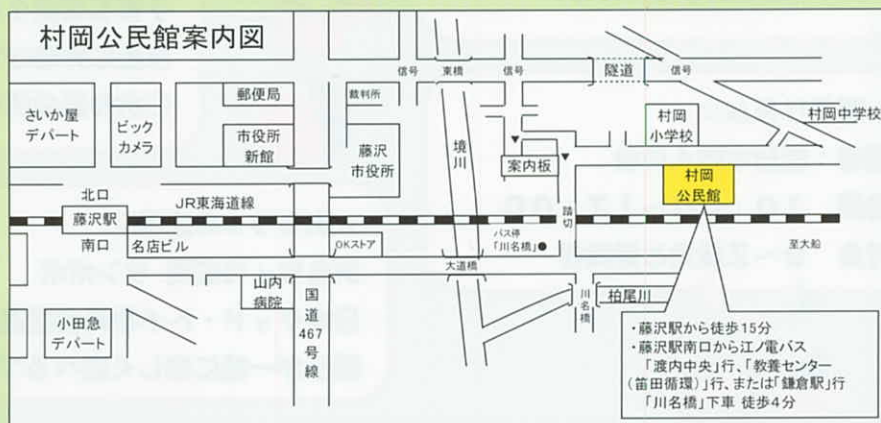 村岡公民館案内図
信号
東橋
信号
隧道
信号
さいか屋
デパート
ビック
カメラ
郵便局
市役所
新館
裁判所
藤沢
市役所
境川
案内板
村岡
小学校
村岡中学校
村岡
公民館
北口
藤沢駅
南口
JR東海道線
名店ビル
OKストア
バス停
「川名橋」●
踏切
至大船
大道橋
山内
病院
国道467号線
小田急
デパート
川名橋
柏尾川
・藤沢駅から徒歩15分
・藤沢駅南口から江ノ電バス
「渡内中央」行、「教養センター
(笛田循環)」行、または「鎌倉駅」行
「川名橋」下車 徒歩4分